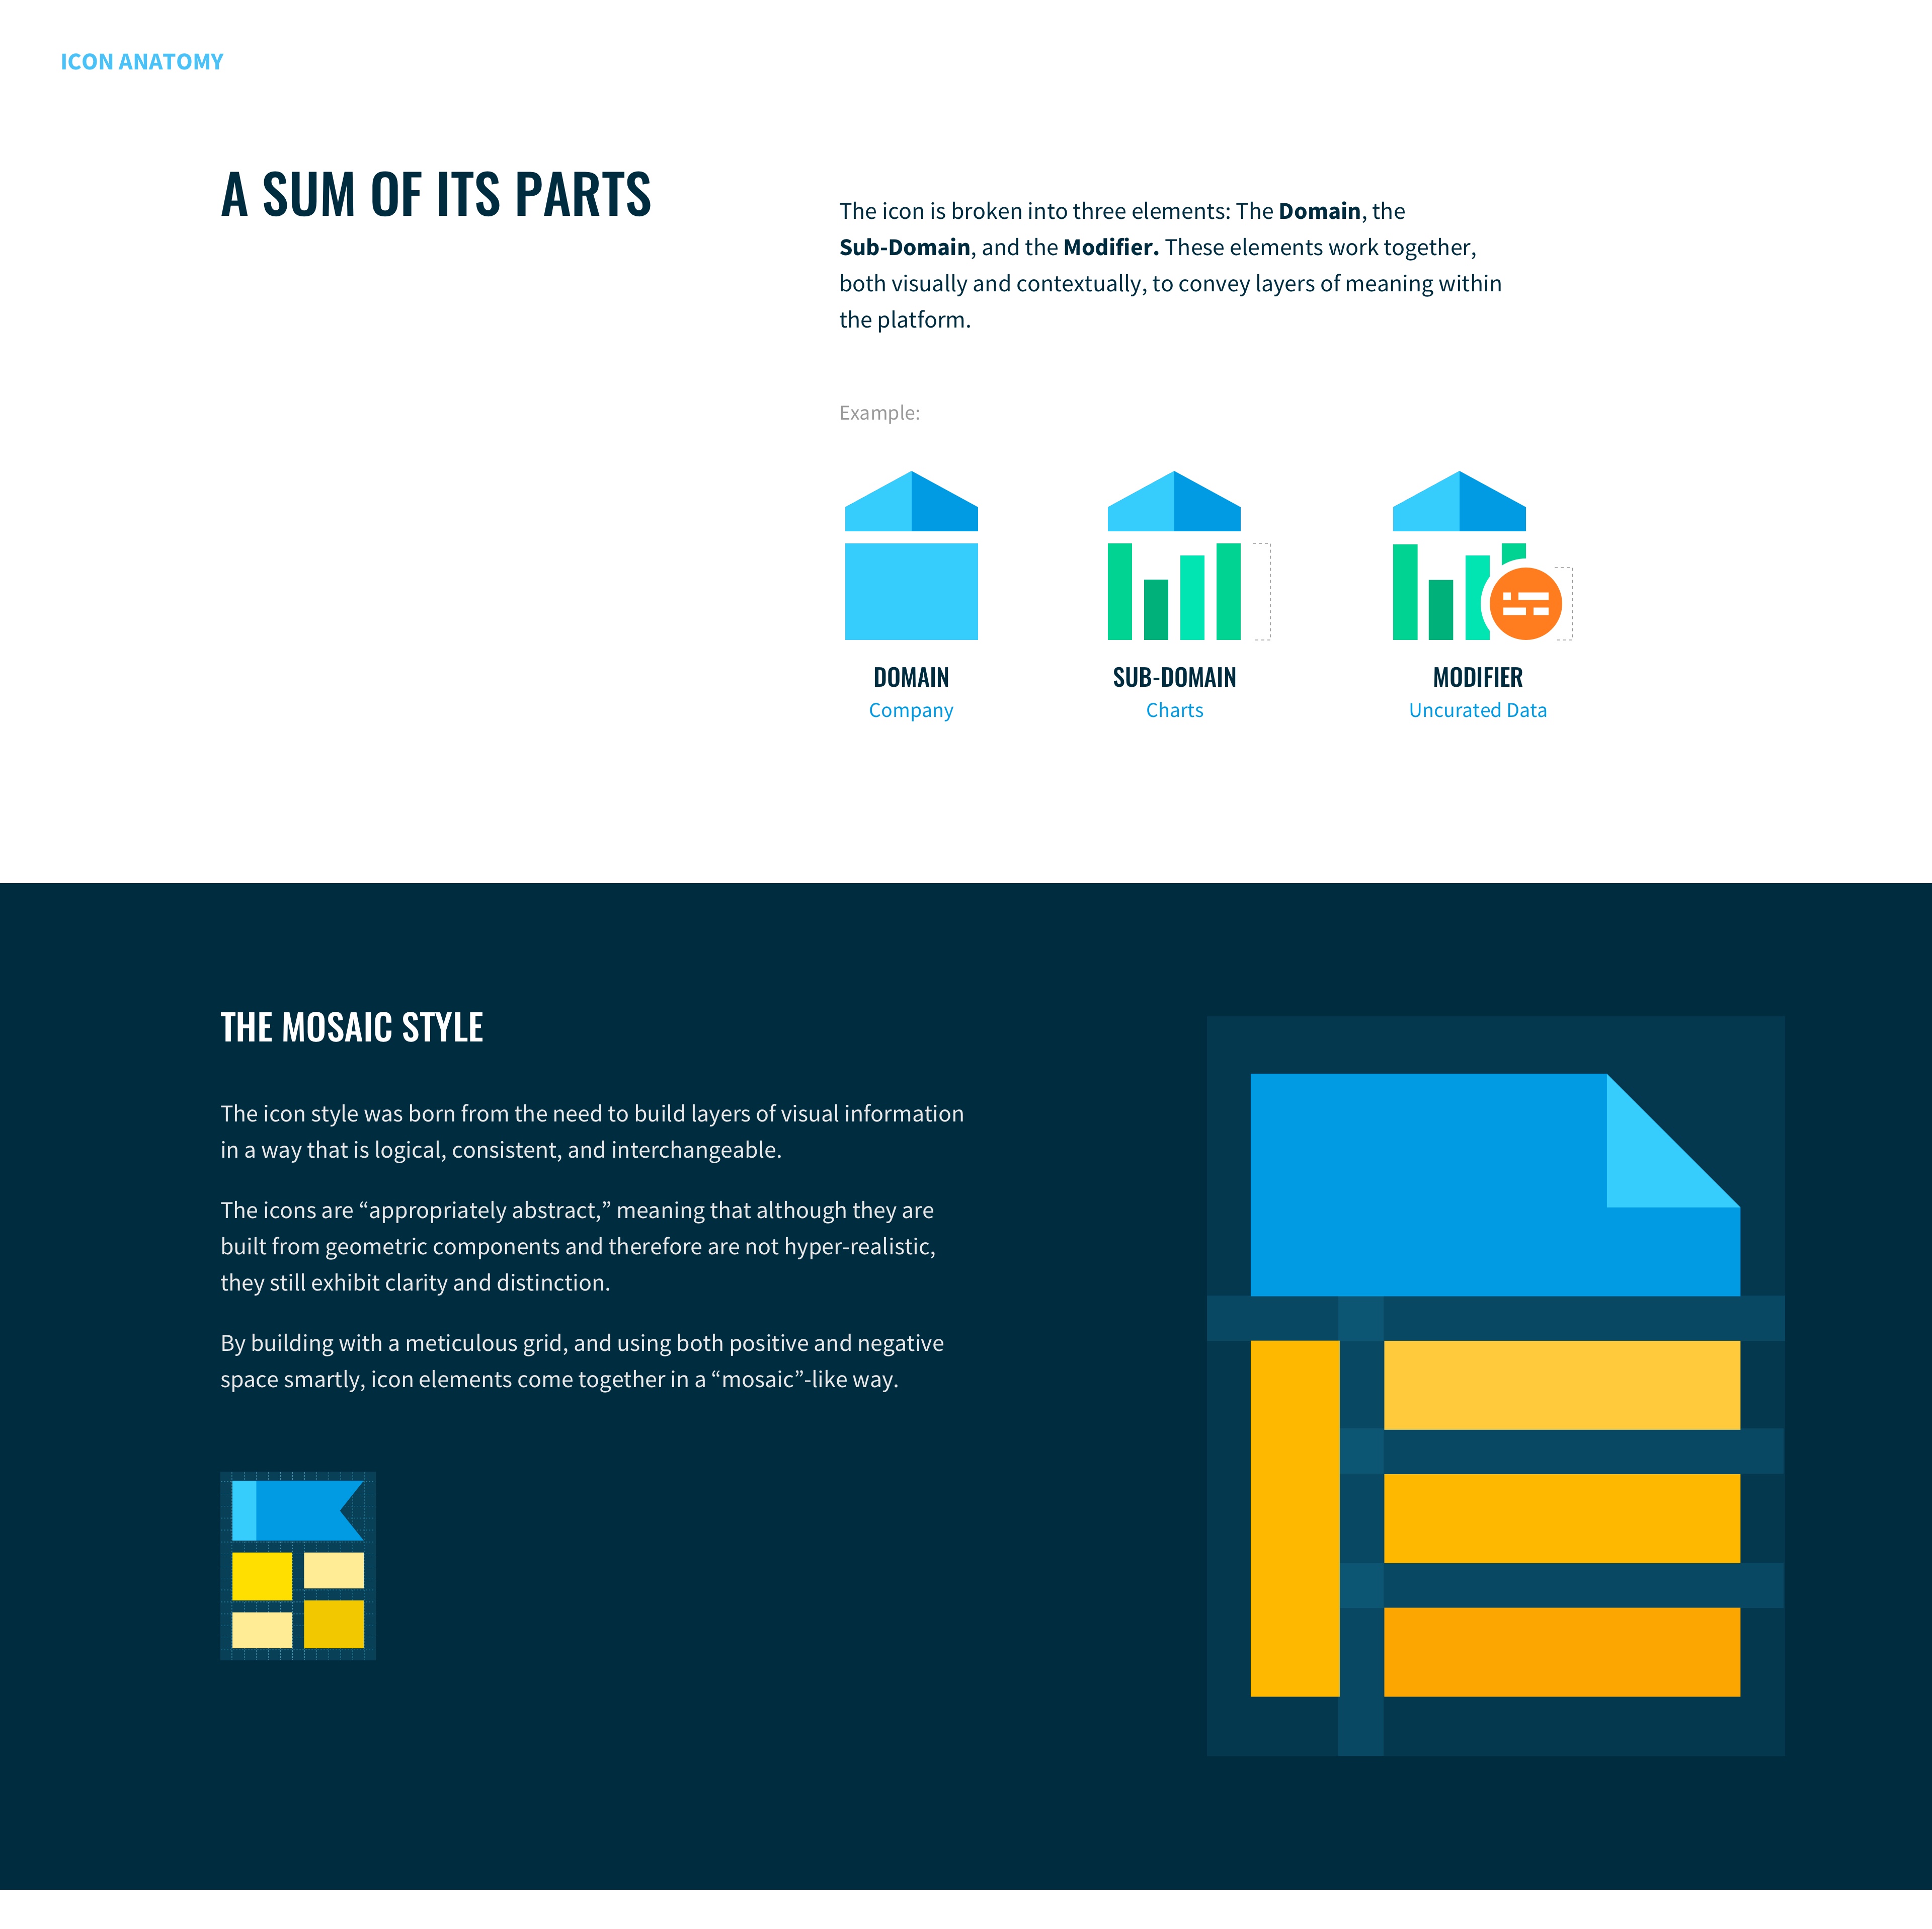 ICON ANATOMY
A SUM OF ITS PARTS
The icon is broken into three elements: The Domain, the
Sub-Domain, and the Modifier. These elements work together,
both visually and contextually, to convey layers of meaning within
the platform.
Example:
DOMAIN
Company
SUB-DOMAIN
Charts
MODIFIER
Uncurated Data
THE MOSAIC STYLE
The icon style was born from the need to build layers of visual information
in a way that is logical, consistent, and interchangeable.
The icons are “appropriately abstract,” meaning that although they are
built from geometric components and therefore are not hyper-realistic,
they still exhibit clarity and distinction.
By building with a meticulous grid, and using both positive and negative
space smartly, icon elements come together in a “mosaic”-like way.